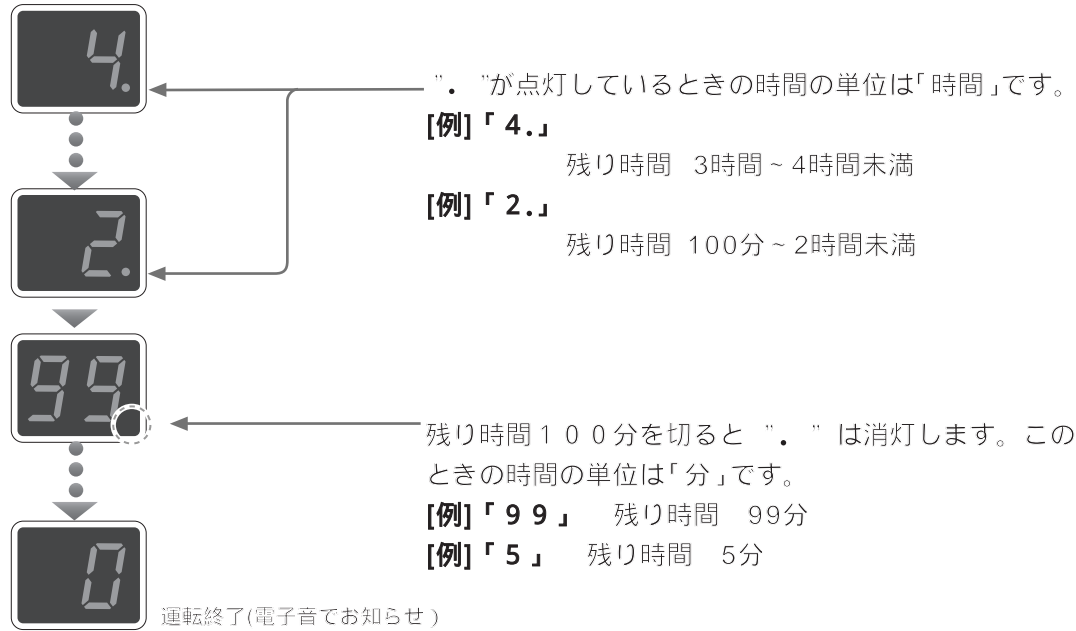 4.
" . "が点灯しているときの時間の単位は「時間」です。
[例]「 4.」
残り時間 3時間~4時間未満
[例]「 2.」
残り時間 100分~2時間未満
2.
99
残り時間１００分を切ると " . " は消灯します。この
ときの時間の単位は「分」です。
[例]「９９」 残り時間 99分
[例]「５」 残り時間 5分
0
運転終了(電子音でお知らせ)